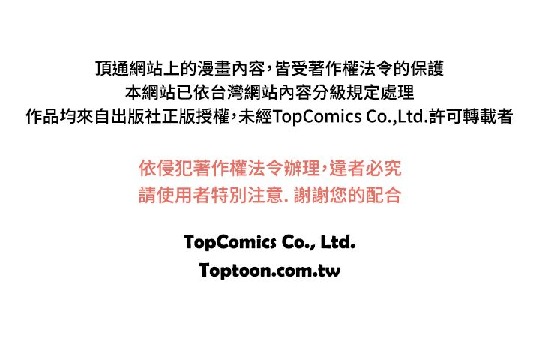 頂通網站上的漫畫內容，皆受著作權法令的保護
本網站已依台灣網站內容分級規定處理
作品均來自出版社正版授權，未經TopComics Co.,Ltd.許可轉載者
依侵犯著作權法令辦理，違者必究
請使用者特別注意. 謝謝您的配合
TopComics Co., Ltd.
Toptoon.com.tw